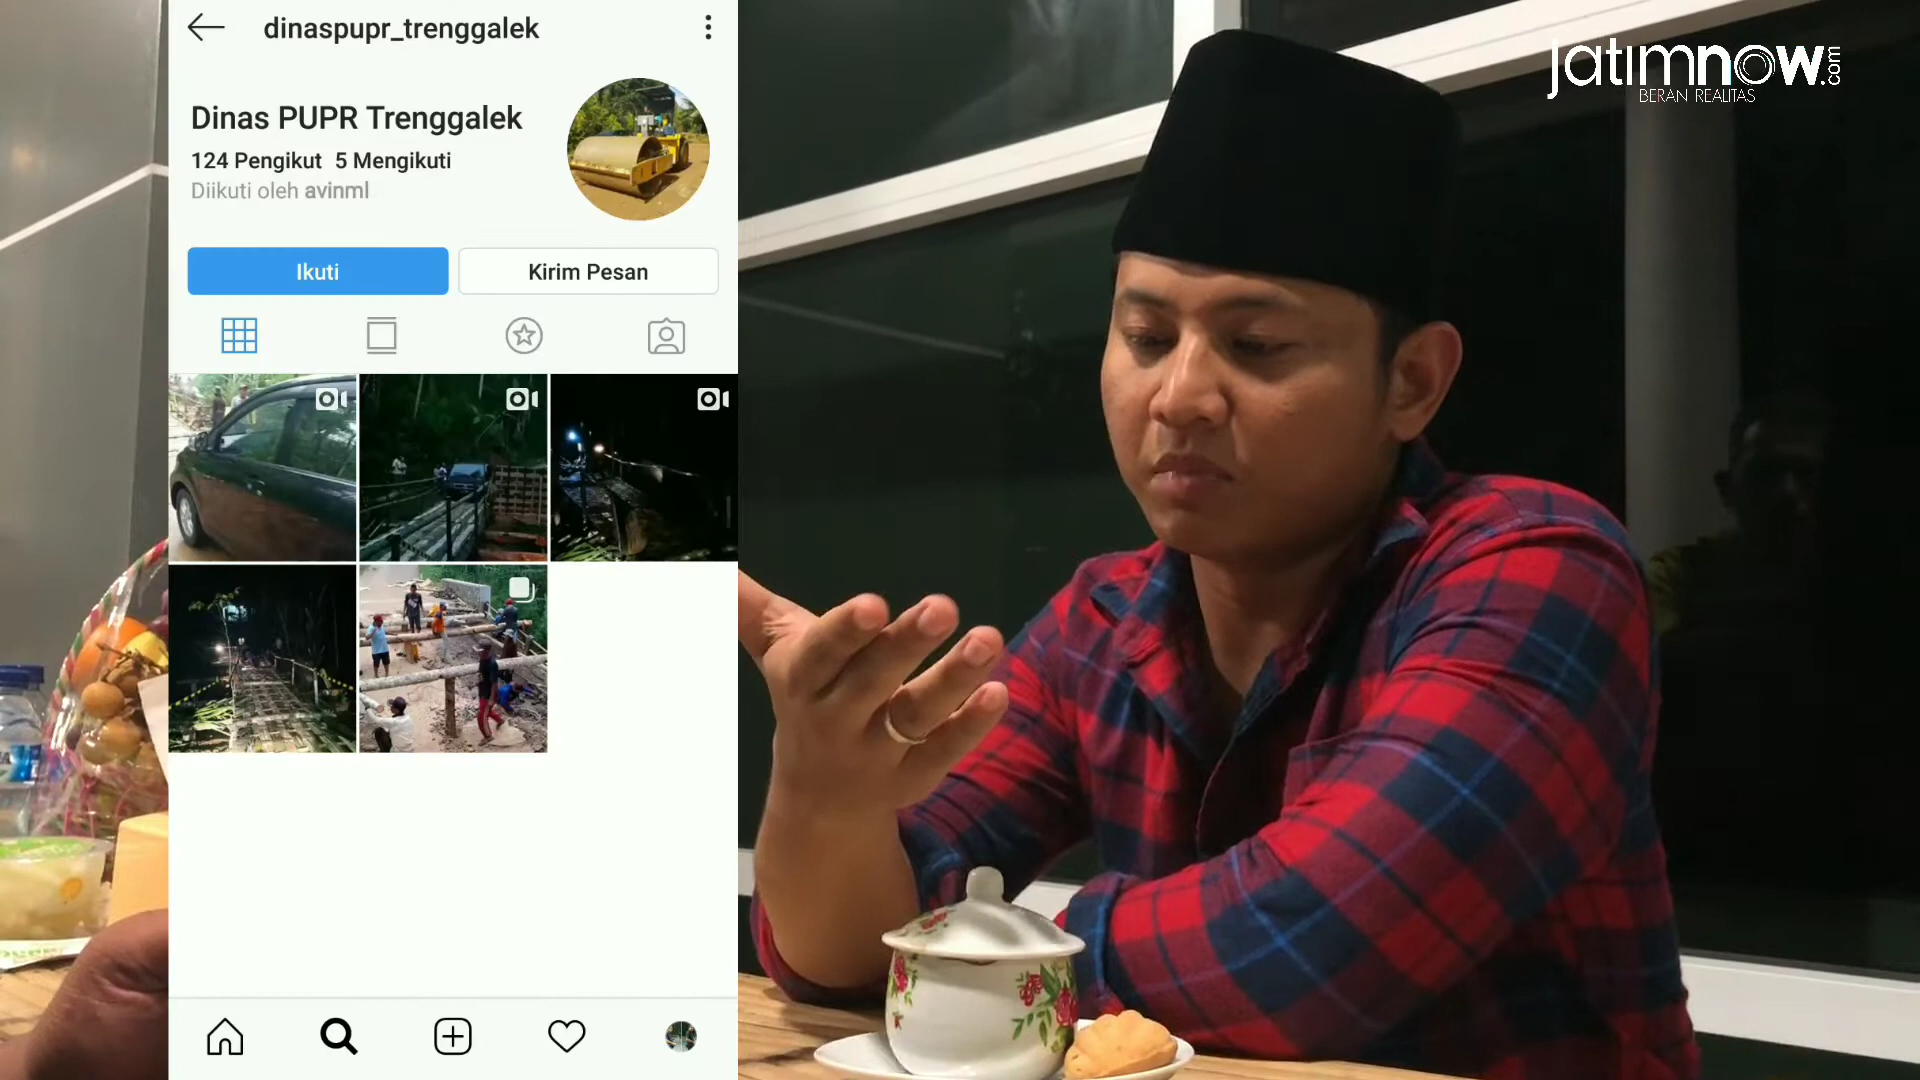 dinaspupr_trenggalek
Dinas PUPR Trenggalek
124 Pengikut 5 Mengikuti
Diikuti oleh avinml
Ikuti
Kirim Pesan
jatimnow.com
BERAN REALITAS